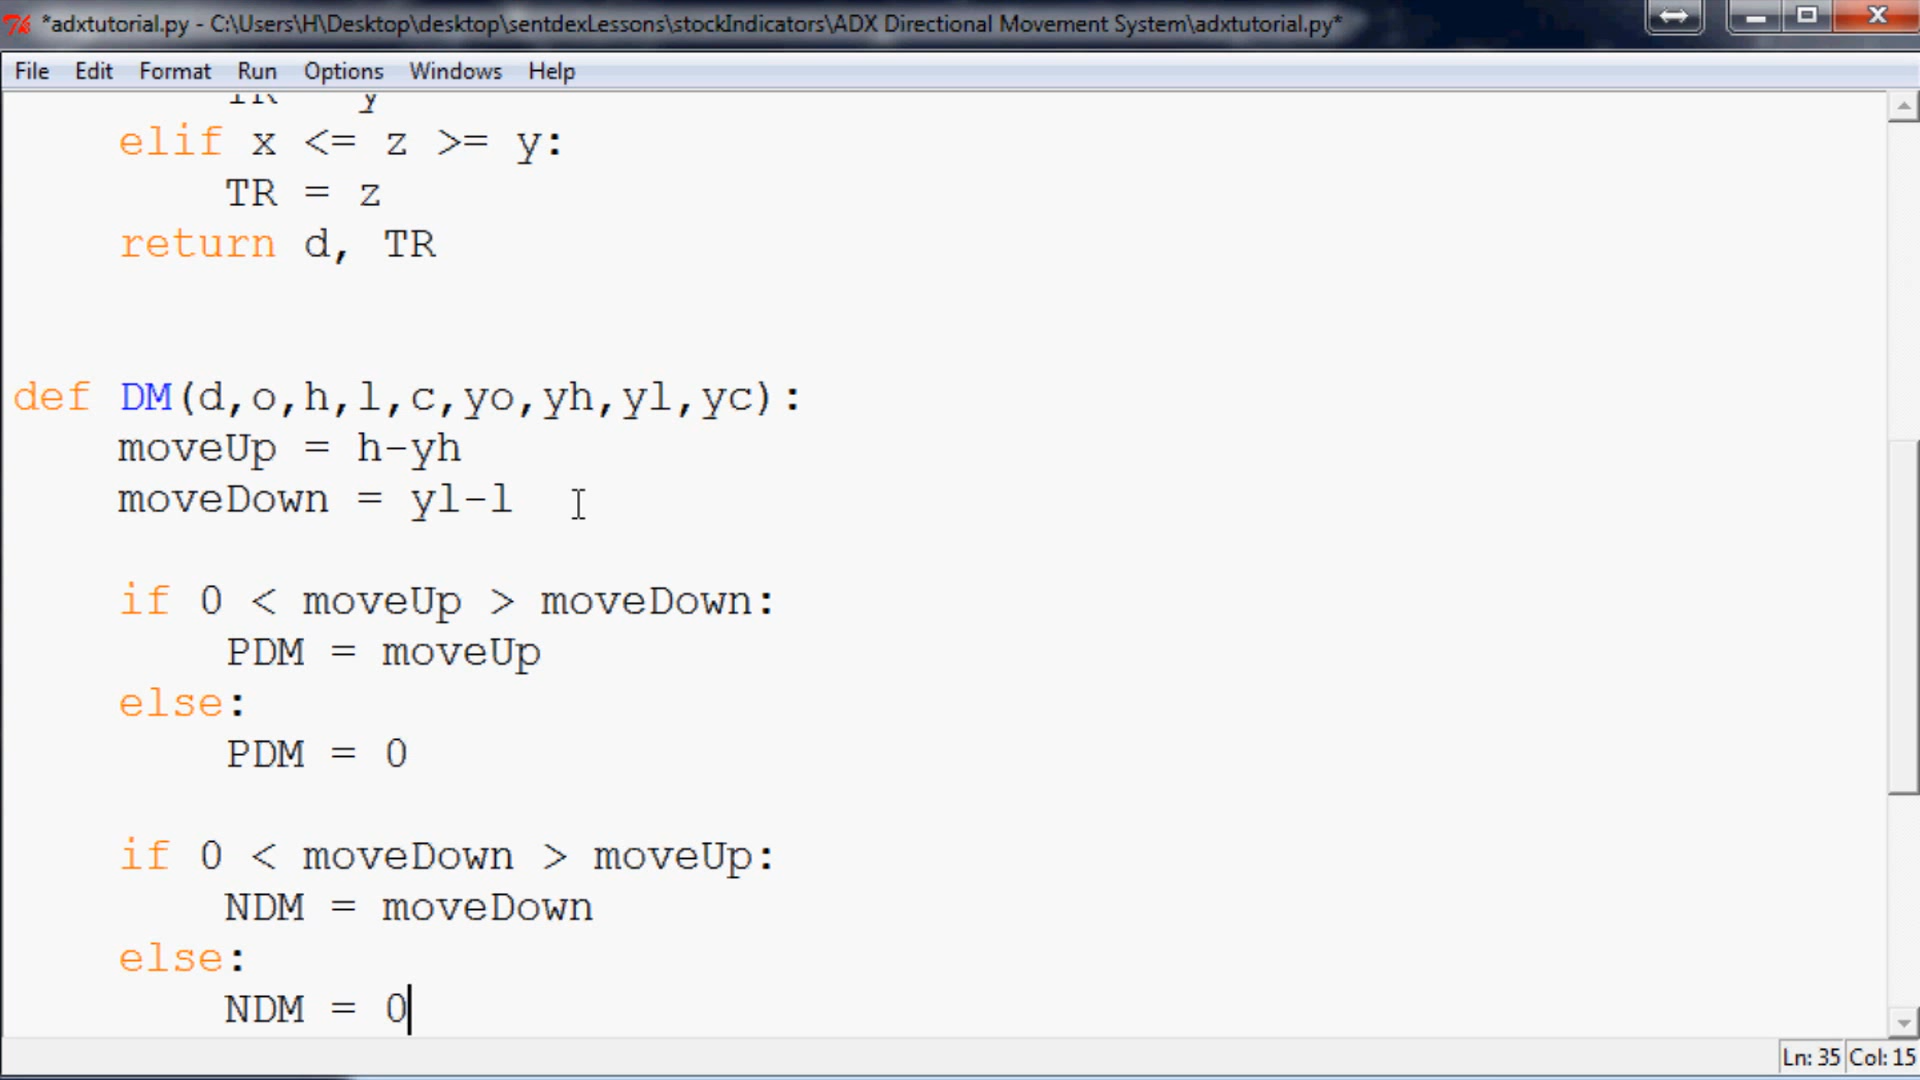 *adxtutorial.py - C:\Users\H\Desktop\desktop\sentdexLessons\stockIndicators\ADX Directional Movement System\adxtutorial.py*
File Edit Format Run Options Windows Help
TR = y
elif x <= z >= y:
TR = z
return d, TR
def DM(d,o,h,l,c,yo,yh,yl,yc):
moveUp = h-yh
moveDown = yl-l
if 0 < moveUp > moveDown:
PDM = moveUp
else:
PDM = 0
if 0 < moveDown > moveUp:
NDM = moveDown
else:
NDM = 0
Ln: 35 Col: 15